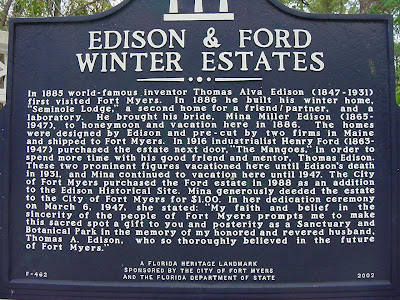 EDISON & FORD
WINTER ESTATES
In 1885 world-famous inventor Thomas Alva Edison (1847-1931)
first visited Fort Myers. In 1886 he built his winter home,
"Seminole Lodge," a second home for a friend/partner, and a
laboratory. He brought his bride, Mina Miller Edison (1865-
1947), to honeymoon and vacation here in 1886. The homes
were designed by Edison and pre-cut by two firms in Maine
and shipped to Fort Myers. In 1916 industrialist Henry Ford (1863-
1947) purchased the estate next door, "The Mangoes," in order to
spend more time with his good friend and mentor, Thomas Edison.
These two prominent figures vacationed here until Edison's death
in 1931, and Mina continued to vacation here until 1947. The City
of Fort Myers purchased the Ford estate in 1988 as an addition
to the Edison Historical Site. Mina generously deeded the estate
to the City of Fort Myers for $1.00. In her dedication ceremony
on March 6, 1947, she stated: "My faith and belief in the
sincerity of the people of Fort Myers prompts me to make
this sacred spot a gift to you and posterity as a Sanctuary and
Botanical Park in the memory of my honored and revered husband,
Thomas A. Edison, who so thoroughly believed in the future
of Fort Myers."
A FLORIDA HERITAGE LANDMARK
SPONSORED BY THE CITY OF FORT MYERS
F-462 AND THE FLORIDA DEPARTMENT OF STATE 2002